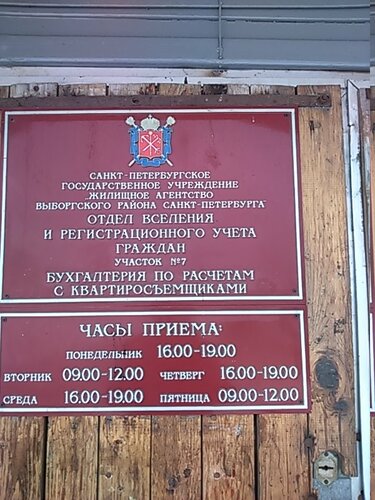 САНКТ-ПЕТЕРБУРГСКОЕ
ГОСУДАРСТВЕННОЕ УЧРЕЖДЕНИЕ
„ЖИЛИЩНОЕ АГЕНТСТВО
ВЫБОРГСКОГО РАЙОНА САНКТ-ПЕТЕРБУРГА"
ОТДЕЛ ВСЕЛЕНИЯ
И РЕГИСТРАЦИОННОГО УЧЕТА
ГРАЖДАН
УЧАСТОК №7
БУХГАЛТЕРИЯ ПО РАСЧЕТАМ
С КВАРТИРОСЪЕМЩИКАМИ
ЧАСЫ ПРИЕМА:
ПОНЕДЕЛЬНИК 16.00-19.00
ВТОРНИК 09.00-12.00 ЧЕТВЕРГ 16.00-19.00
СРЕДА 16.00-19.00 ПЯТНИЦА 09.00-12.00